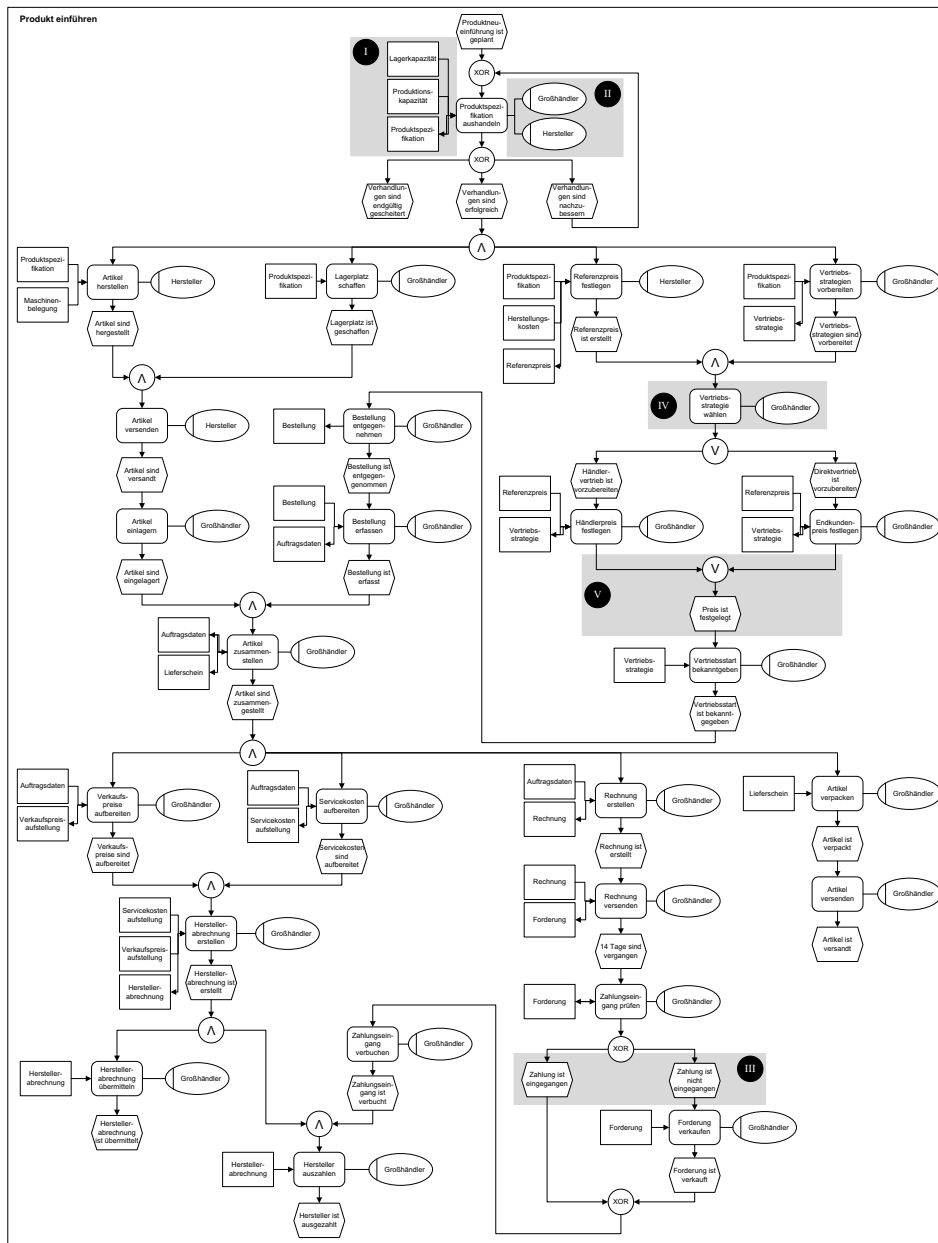 Produkt einführen
Produktneu-
einführung ist
geplant
I
Lagerkapazität
XOR
Produktions-
kapazität
Produktspezi-
fikation
Produktspezi-
fikation
aushandeln
Großhändler
II
Hersteller
XOR
Verhandlun-
gen sind
endgültig
gescheitert
Verhandlun-
gen sind
erfolgreich
Verhandlun-
gen sind
nachzu-
bessern
Λ
Produktspezi-
fikation
Maschinen-
belegung
Artikel
herstellen
Hersteller
Artikel sind
hergestellt
Produktspezi-
fikation
Lagerplatz
schaffen
Großhändler
Lagerplatz ist
geschaffen
Produktspezi-
fikation
Herstellungs-
kosten
Referenzpreis
Referenzpreis
festlegen
Hersteller
Referenzpreis
ist erstellt
Produktspezi-
fikation
Vertriebs-
strategie
Vertriebs-
strategien
vorbereiten
Großhändler
Vertriebs-
strategien sind
vorbereitet
Λ
Λ
IV
Vertriebs-
strategie
wählen
Großhändler
V
Artikel
versenden
Hersteller
Artikel sind
versandt
Artikel
einlagern
Großhändler
Artikel sind
eingelagert
Bestellung
Bestellung
entgegen-
nehmen
Großhändler
Bestellung ist
entgegen-
genommen
Bestellung
Auftragsdaten
Bestellung
erfassen
Großhändler
Bestellung ist
erfasst
Händler-
vertrieb ist
vorzubereiten
Referenzpreis
Vertriebs-
strategie
Händlerpreis
festlegen
Großhändler
Direktvertrieb
ist
vorzubereiten
Referenzpreis
Vertriebs-
strategie
Endkunden-
preis festlegen
Großhändler
V
V
Preis ist
festgelegt
Λ
Auftragsdaten
Lieferschein
Artikel
zusammen-
stellen
Großhändler
Artikel sind
zusammen-
gestellt
Vertriebs-
strategie
Vertriebsstart
bekanntgeben
Großhändler
Vertriebsstart
ist bekannt-
gegeben
Λ
Auftragsdaten
Verkaufspreis-
aufstellung
Verkaufs-
preise
aufbereiten
Großhändler
Verkaufs-
preise sind
aufbereitet
Auftragsdaten
Servicekosten
aufstellung
Servicekosten
aufbereiten
Großhändler
Servicekosten
sind
aufbereitet
Auftragsdaten
Rechnung
Rechnung
erstellen
Großhändler
Rechnung ist
erstellt
Lieferschein
Artikel
verpacken
Großhändler
Artikel ist
verpackt
Λ
Servicekosten
aufstellung
Verkaufspreis-
aufstellung
Hersteller-
abrechnung
Hersteller-
abrechnung
erstellen
Großhändler
Hersteller-
abrechnung ist
erstellt
Rechnung
Forderung
Rechnung
versenden
Großhändler
14 Tage sind
vergangen
Artikel
versenden
Großhändler
Artikel ist
versandt
Forderung
Zahlungsein-
gang prüfen
Großhändler
Λ
XOR
Hersteller-
abrechnung
Hersteller-
abrechnung
übermitteln
Großhändler
Hersteller-
abrechnung
ist übermittelt
Zahlungsein-
gang
verbuchen
Großhändler
Zahlungsein-
gang ist
verbucht
Zahlung ist
eingegangen
Zahlung ist
nicht
eingegangen
III
Λ
Forderung
Forderung
verkaufen
Großhändler
Forderung ist
verkauft
Hersteller-
abrechnung
Hersteller
auszahlen
Großhändler
XOR
Hersteller ist
ausgezahlt